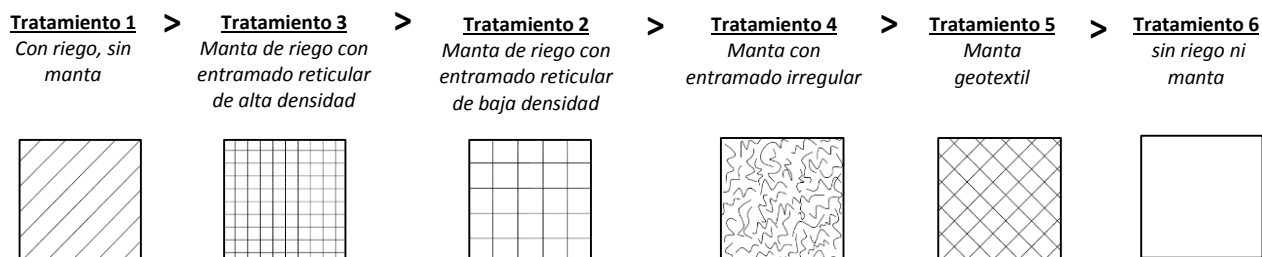 Tratamiento 1
Con riego, sin
manta
>
Tratamiento 3
Manta de riego con
entramado reticular
de alta densidad
>
Tratamiento 2
Manta de riego con
entramado reticular
de baja densidad
>
Tratamiento 4
Manta con
entramado irregular
>
Tratamiento 5
Manta
geotextil
>
Tratamiento 6
sin riego ni
manta